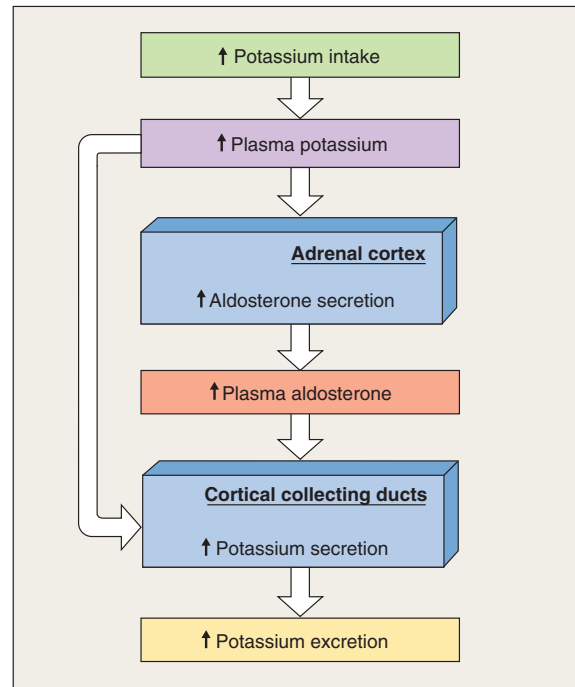 ↑ Potassium intake
↑ Plasma potassium
Adrenal cortex
↑ Aldosterone secretion
↑ Plasma aldosterone
Cortical collecting ducts
↑ Potassium secretion
↑ Potassium excretion